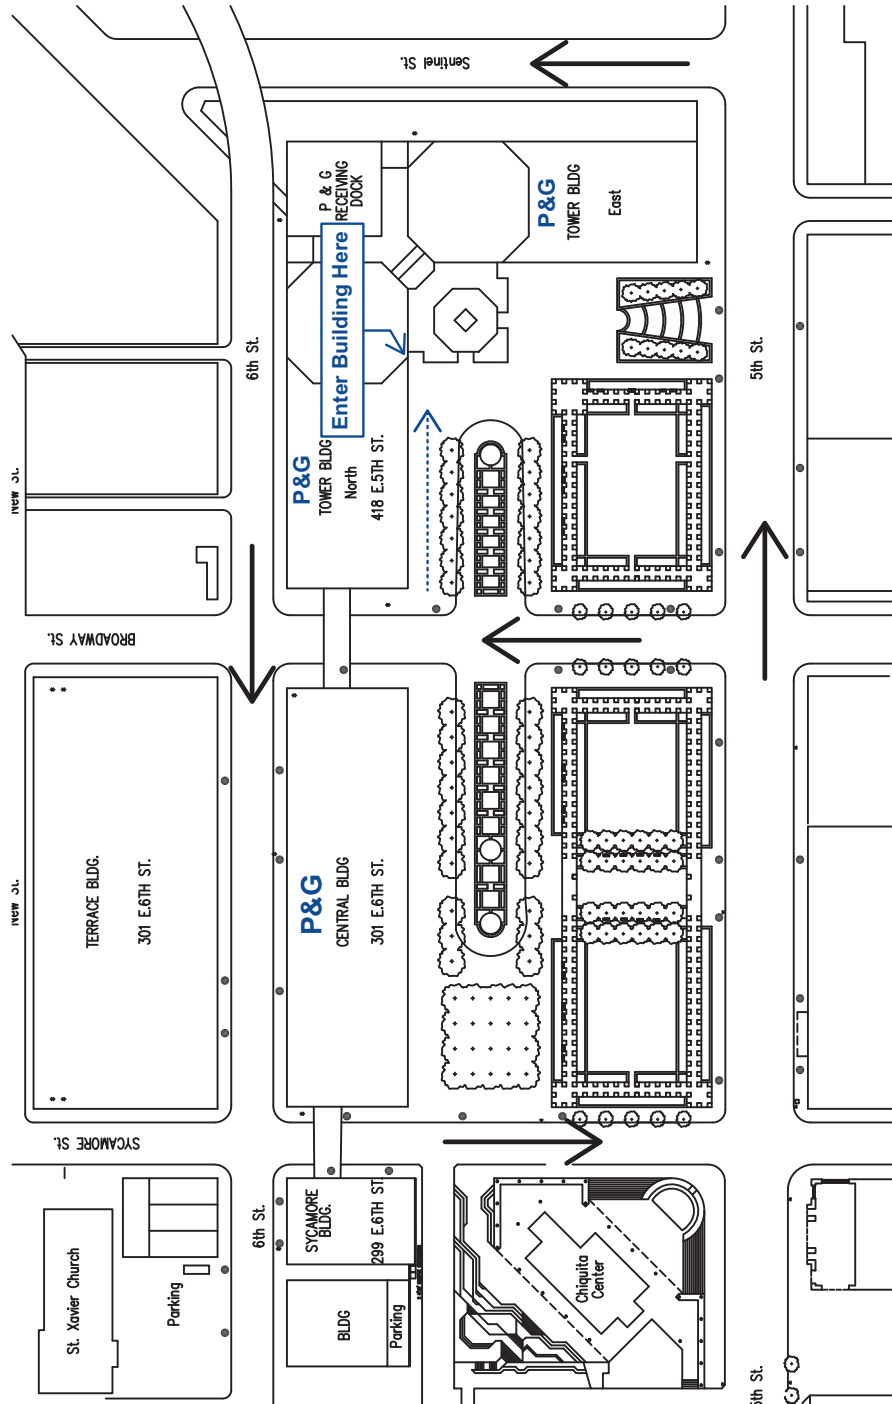 Sentinel St.
P & G
RECEIVING
DOCK
P&G
TOWER BLDG
East
Enter Building Here
6th St.
5th St.
P&G
TOWER BLDG
North
418 E.5TH ST.
New St.
BROADWAY St.
TERRACE BLDG.
301 E.6TH ST.
P&G
CENTRAL BLDG
301 E.6TH ST.
New St.
SYCAMORE St.
6th St.
SYCAMORE
BLDG.
299 E.6TH ST.
St. Xavier Church
Parking
BLDG
Parking
Chiquita
Center
5th St.